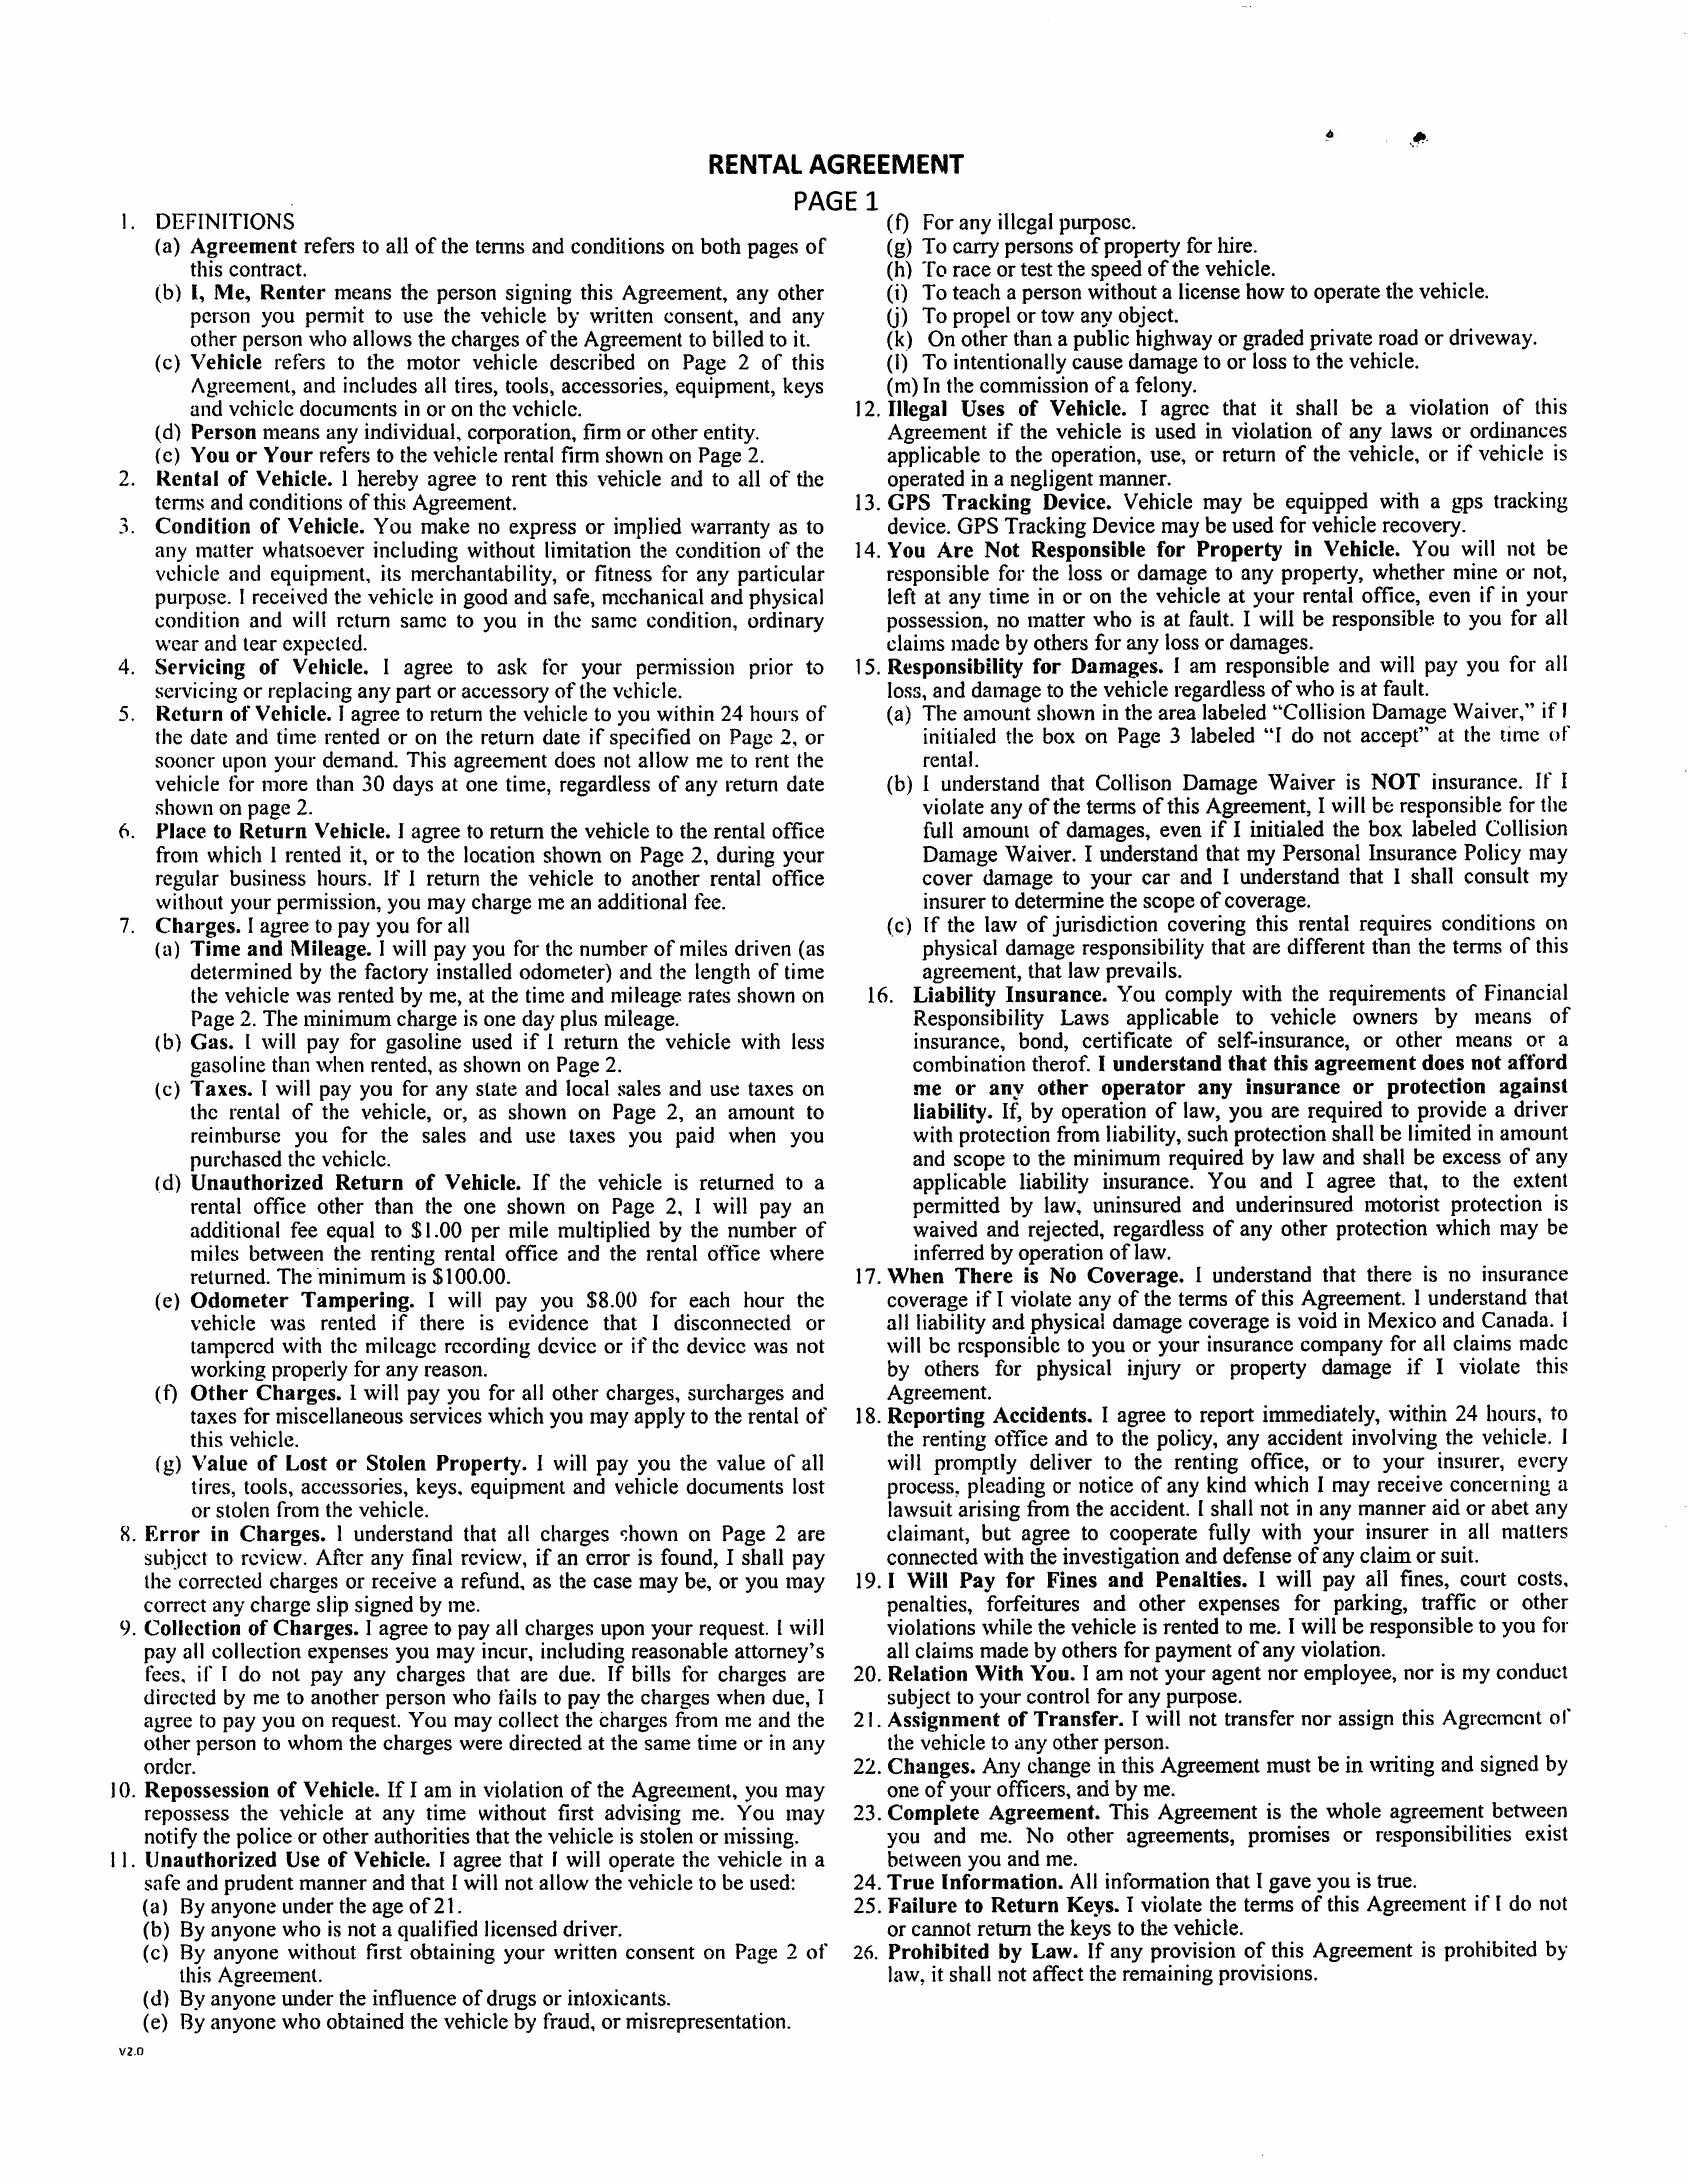 RENTAL AGREEMENT
PAGE 1
1. DEFINITIONS
(a) Agreement refers to all of the terms and conditions on both pages of
this contract.
(b) I, Me, Renter means the person signing this Agreement, any other
person you permit to use the vehicle by written consent, and any
other person who allows the charges of the Agreement to billed to it.
(c) Vehicle refers to the motor vehicle described on Page 2 of this
Agreement, and includes all tires, tools, accessories, equipment, keys
and vehicle documents in or on the vehicle.
(d) Person means any individual, corporation, firm or other entity.
(e) You or Your refers to the vehicle rental firm shown on Page 2.
2. Rental of Vehicle. I hereby agree to rent this vehicle and to all of the
terms and conditions of this Agreement.
3. Condition of Vehicle. You make no express or implied warranty as to
any matter whatsoever including without limitation the condition of the
vehicle and equipment, its merchantability, or fitness for any particular
purpose. I received the vehicle in good and safe, mechanical and physical
condition and will return same to you in the same condition, ordinary
wear and tear expected.
4. Servicing of Vehicle. I agree to ask for your permission prior to
servicing or replacing any part or accessory of the vehicle.
5. Return of Vehicle. I agree to return the vehicle to you within 24 hours of
the date and time rented or on the return date if specified on Page 2, or
sooner upon your demand. This agreement does not allow me to rent the
vehicle for more than 30 days at one time, regardless of any return date
shown on page 2.
6. Place to Return Vehicle. I agree to return the vehicle to the rental office
from which I rented it, or to the location shown on Page 2, during your
regular business hours. If I return the vehicle to another rental office
without your permission, you may charge me an additional fee.
7. Charges. I agree to pay you for all
(a) Time and Mileage. I will pay you for the number of miles driven (as
determined by the factory installed odometer) and the length of time
the vehicle was rented by me, at the time and mileage rates shown on
Page 2. The minimum charge is one day plus mileage.
(b) Gas. I will pay for gasoline used if I return the vehicle with less
gasoline than when rented, as shown on Page 2.
(c) Taxes. I will pay you for any state and local sales and use taxes on
the rental of the vehicle, or, as shown on Page 2, an amount to
reimburse you for the sales and use taxes you paid when you
purchased the vehicle.
(d) Unauthorized Return of Vehicle. If the vehicle is returned to a
rental office other than the one shown on Page 2, I will pay an
additional fee equal to $1.00 per mile multiplied by the number of
miles between the renting rental office and the rental office where
returned. The minimum is $100.00.
(e) Odometer Tampering. I will pay you $8.00 for each hour the
vehicle was rented if there is evidence that I disconnected or
tampered with the mileage recording device or if the device was not
working properly for any reason.
(f) Other Charges. I will pay you for all other charges, surcharges and
taxes for miscellaneous services which you may apply to the rental of
this vehicle.
(g) Value of Lost or Stolen Property. I will pay you the value of all
tires, tools, accessories, keys, equipment and vehicle documents lost
or stolen from the vehicle.
8. Error in Charges. I understand that all charges shown on Page 2 are
subject to review. After any final review, if an error is found, I shall pay
the corrected charges or receive a refund, as the case may be, or you may
correct any charge slip signed by me.
9. Collection of Charges. I agree to pay all charges upon your request. I will
pay all collection expenses you may incur, including reasonable attorney's
fees, if I do not pay any charges that are due. If bills for charges are
directed by me to another person who fails to pay the charges when due, I
agree to pay you on request. You may collect the charges from me and the
other person to whom the charges were directed at the same time or in any
order.
10. Repossession of Vehicle. If I am in violation of the Agreement, you may
repossess the vehicle at any time without first advising me. You may
notify the police or other authorities that the vehicle is stolen or missing.
11. Unauthorized Use of Vehicle. I agree that I will operate the vehicle in a
safe and prudent manner and that I will not allow the vehicle to be used:
(a) By anyone under the age of 21.
(b) By anyone who is not a qualified licensed driver.
(c) By anyone without first obtaining your written consent on Page 2 of
this Agreement.
(d) By anyone under the influence of drugs or intoxicants.
(e) By anyone who obtained the vehicle by fraud, or misrepresentation.
V2.0
(f) For any illegal purpose.
(g) To carry persons of property for hire.
(h) To race or test the speed of the vehicle.
(i) To teach a person without a license how to operate the vehicle.
(j) To propel or tow any object.
(k) On other than a public highway or graded private road or driveway.
(l) To intentionally cause damage to or loss to the vehicle.
(m) In the commission of a felony.
12. Illegal Uses of Vehicle. I agree that it shall be a violation of this
Agreement if the vehicle is used in violation of any laws or ordinances
applicable to the operation, use, or return of the vehicle, or if vehicle is
operated in a negligent manner.
13. GPS Tracking Device. Vehicle may be equipped with a gps tracking
device. GPS Tracking Device may be used for vehicle recovery.
14. You Are Not Responsible for Property in Vehicle. You will not be
responsible for the loss or damage to any property, whether mine or not,
left at any time in or on the vehicle at your rental office, even if in your
possession, no matter who is at fault. I will be responsible to you for all
claims made by others for any loss or damages.
15. Responsibility for Damages. I am responsible and will pay you for all
loss, and damage to the vehicle regardless of who is at fault.
(a) The amount shown in the area labeled “Collision Damage Waiver,” if I
initialed the box on Page 3 labeled “I do not accept” at the time of
rental.
(b) I understand that Collison Damage Waiver is NOT insurance. If I
violate any of the terms of this Agreement, I will be responsible for the
full amount of damages, even if I initialed the box labeled Collision
Damage Waiver. I understand that my Personal Insurance Policy may
cover damage to your car and I understand that I shall consult my
insurer to determine the scope of coverage.
(c) If the law of jurisdiction covering this rental requires conditions on
physical damage responsibility that are different than the terms of this
agreement, that law prevails.
16. Liability Insurance. You comply with the requirements of Financial
Responsibility Laws applicable to vehicle owners by means of
insurance, bond, certificate of self-insurance, or other means or a
combination therof. I understand that this agreement does not afford
me or any other operator any insurance or protection against
liability. If, by operation of law, you are required to provide a driver
with protection from liability, such protection shall be limited in amount
and scope to the minimum required by law and shall be excess of any
applicable liability insurance. You and I agree that, to the extent
permitted by law, uninsured and underinsured motorist protection is
waived and rejected, regardless of any other protection which may be
inferred by operation of law.
17. When There is No Coverage. I understand that there is no insurance
coverage if I violate any of the terms of this Agreement. I understand that
all liability and physical damage coverage is void in Mexico and Canada. I
will be responsible to you or your insurance company for all claims made
by others for physical injury or property damage if I violate this
Agreement.
18. Reporting Accidents. I agree to report immediately, within 24 hours, to
the renting office and to the policy, any accident involving the vehicle. I
will promptly deliver to the renting office, or to your insurer, every
process, pleading or notice of any kind which I may receive concerning a
lawsuit arising from the accident. I shall not in any manner aid or abet any
claimant, but agree to cooperate fully with your insurer in all matters
connected with the investigation and defense of any claim or suit.
19. I Will Pay for Fines and Penalties. I will pay all fines, court costs,
penalties, forfeitures and other expenses for parking, traffic or other
violations while the vehicle is rented to me. I will be responsible to you for
all claims made by others for payment of any violation.
20. Relation With You. I am not your agent nor employee, nor is my conduct
subject to your control for any purpose.
21. Assignment of Transfer. I will not transfer nor assign this Agreement of
the vehicle to any other person.
22. Changes. Any change in this Agreement must be in writing and signed by
one of your officers, and by me.
23. Complete Agreement. This Agreement is the whole agreement between
you and me. No other agreements, promises or responsibilities exist
between you and me.
24. True Information. All information that I gave you is true.
25. Failure to Return Keys. I violate the terms of this Agreement if I do not
or cannot return the keys to the vehicle.
26. Prohibited by Law. If any provision of this Agreement is prohibited by
law, it shall not affect the remaining provisions.